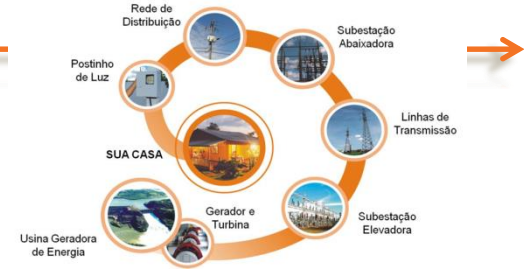 Rede de
Distribuição
Subestação
Abaixadora
Postinho
de Luz
Linhas de
Transmissão
SUA CASA
Gerador e
Turbina
Subestação
Elevadora
Usina Geradora
de Energia